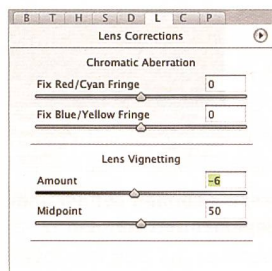 B T H S D L C P
Lens Corrections
Chromatic Aberration
Fix Red/Cyan Fringe 0
Fix Blue/Yellow Fringe 0
Lens Vignetting
Amount -6
Midpoint 50